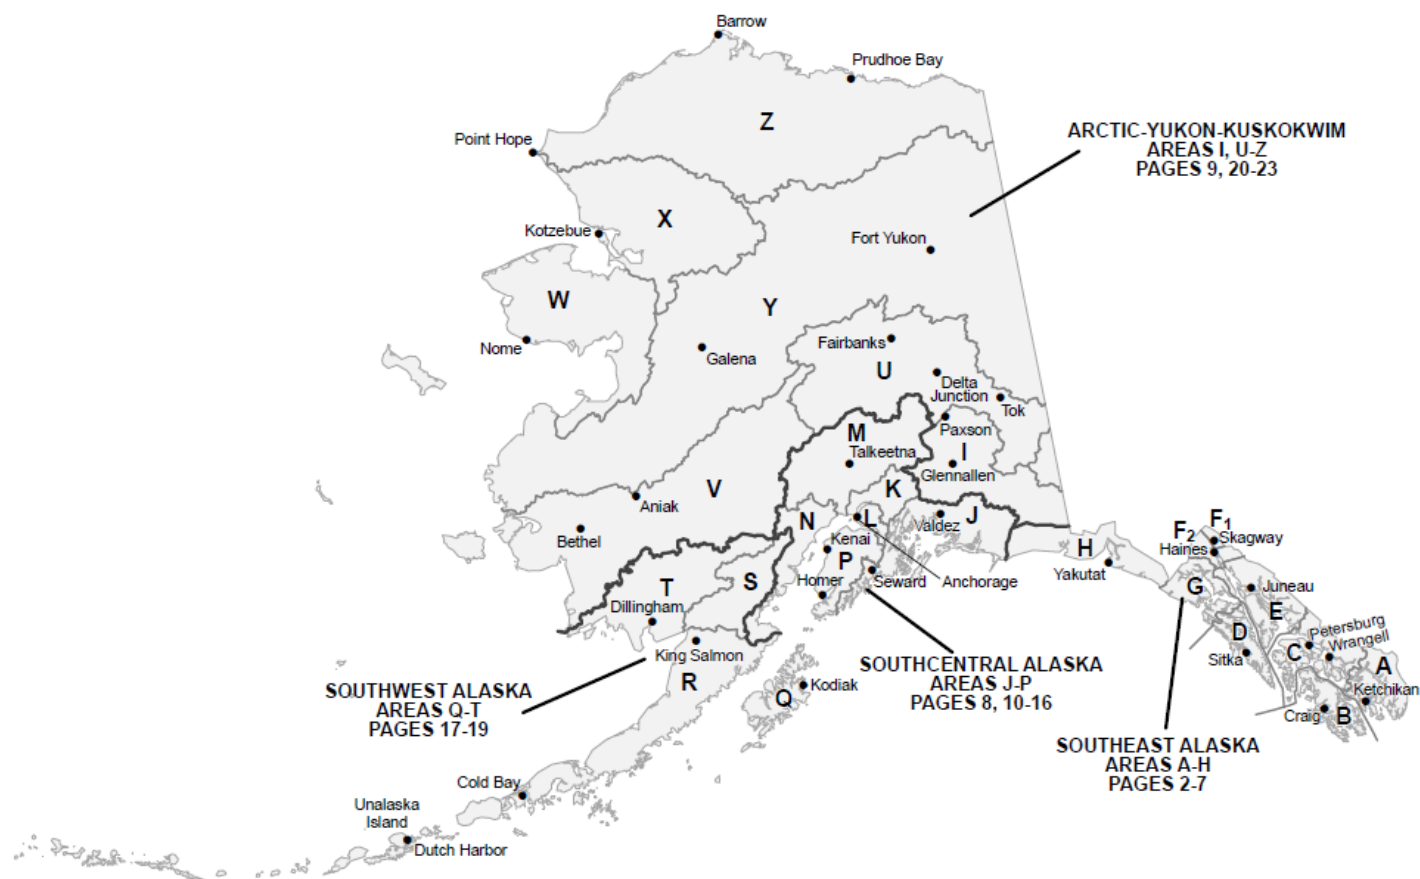 Barrow
Prudhoe Bay
Z
ARCTIC-YUKON-KUSKOKWIM
AREAS I, U-Z
PAGES 9, 20-23
Point Hope
X
Kotzebue
Fort Yukon
W
Y
Nome
Galena
Fairbanks
U
Delta
Junction
Tok
M
Paxson
Talkeetna
I
Glennallen
K
V
Aniak
N
L
Valdez
J
Bethel
Kenai
P
Homer
Seward
Anchorage
H
Yakutat
F1
F2
Skagway
Haines
G
Juneau
E
D
Petersburg
Wrangell
C
Sitka
A
Ketchikan
Craig
B
T
S
Dillingham
King Salmon
R
Q
Kodiak
SOUTHWEST ALASKA
AREAS Q-T
PAGES 17-19
SOUTHCENTRAL ALASKA
AREAS J-P
PAGES 8, 10-16
SOUTHEAST ALASKA
AREAS A-H
PAGES 2-7
Cold Bay
Unalaska
Island
Dutch Harbor